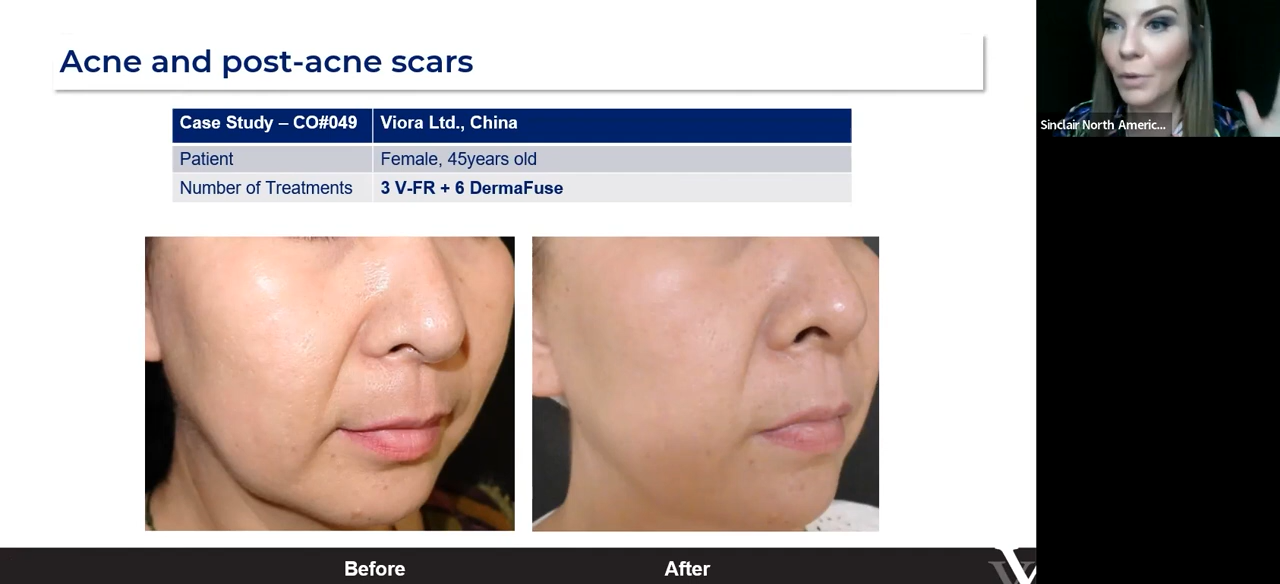 Acne and post-acne scars
Case Study – CO#049 Viora Ltd., China
Patient Female, 45years old
Number of Treatments 3 V-FR + 6 DermaFuse
Sinclair North Americ...
Before After